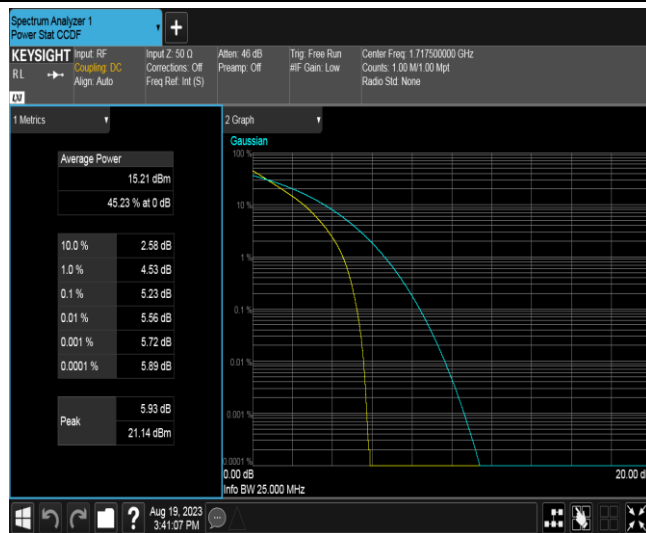 Spectrum Analyzer 1
Power Stat CCDF
+
KEYSIGHT
RL
LXI
Input: RF
Coupling: DC
Align: Auto
Input Z: 50 Ω
Corrections: Off
Freq Ref: Int (S)
Atten: 46 dB
Preamp: Off
Trig: Free Run
#IF Gain: Low
Center Freq: 1.717500000 GHz
Counts: 1.00 M/1.00 Mpt
Radio Std: None
1 Metrics
Average Power
15.21 dBm
45.23 % at 0 dB
10.0 % 2.58 dB
1.0 % 4.53 dB
0.1 % 5.23 dB
0.01 % 5.56 dB
0.001 % 5.72 dB
0.0001 % 5.89 dB
Peak
5.93 dB
21.14 dBm
2 Graph
Gaussian
100 %
10 %
1 %
0.1 %
0.01 %
0.001 %
0.0001 %
0.00 dB
20.00 d
Info BW 25.000 MHz
?
Aug 19, 2023
3:41:07 PM